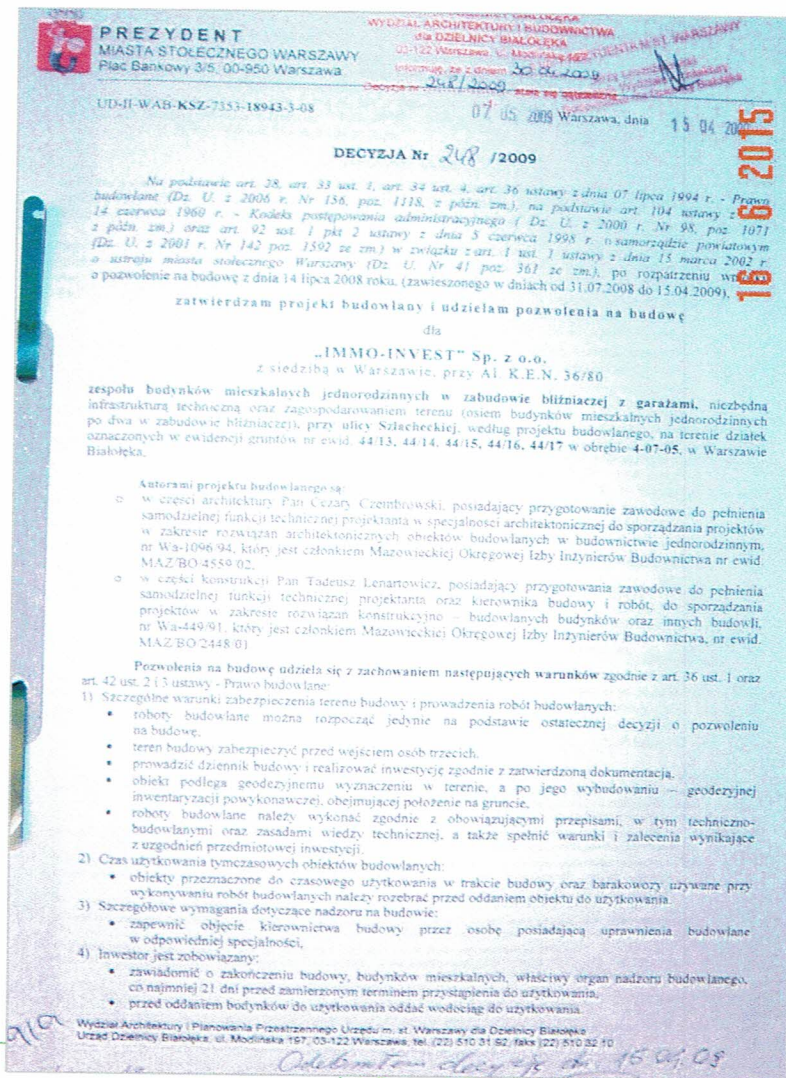 PREZYDENT
MIASTA STOŁECZNEGO WARSZAWY
Plac Bankowy 3/5, 00-950 Warszawa
WYDZIAŁ ARCHITEKTURY I BUDOWNICTWA
dla DZIELNICY BIAŁOŁĘKA
03-122 Warszawa, ul. Modlińska 197
informuję, że z dniem 30.04.2009
Decyzja nr 248/2009 stała się ostateczna
UD-II-WAB-KSZ-7353-18943-3-08
07 05 2009 Warszawa, dnia 15 04 2009
16 6 2015
DECYZJA Nr 248 /2009
Na podstawie art. 28, art. 33 ust. 1, art. 34 ust. 4, art. 36 ustawy z dnia 07 lipca 1994 r. - Prawo
budowlane (Dz. U. z 2006 r. Nr 156, poz. 1118, z późn. zm.), na podstawie art. 104 ustawy z
14 czerwca 1960 r. - Kodeks postępowania administracyjnego ( Dz. U. z 2000 r. Nr 98, poz. 1071
z późn. zm.) oraz art. 92 ust. 1 pkt 2 ustawy z dnia 5 czerwca 1998 r. o samorządzie powiatowym
(Dz. U. z 2001 r. Nr 142 poz. 1592 ze zm.) w związku z art. 1 ust. 1 ustawy z dnia 15 marca 2002 r.
o ustroju miasta stołecznego Warszawy (Dz. U. Nr 41 poz. 361 ze zm.), po rozpatrzeniu
o pozwolenie na budowę z dnia 14 lipca 2008 roku, (zawieszonego w dniach od 31.07.2008 do 15.04.2009),
zatwierdzam projekt budowlany i udzielam pozwolenia na budowę
dla
„IMMO-INVEST" Sp. z o.o.
z siedzibą w Warszawie, przy Al. K.E.N. 36/80
zespołu budynków mieszkalnych jednorodzinnych w zabudowie bliźniaczej z garażami, niezbędną
infrastrukturą techniczną oraz zagospodarowaniem terenu (osiem budynków mieszkalnych jednorodzinnych
po dwa w zabudowie bliźniaczej), przy ulicy Szlacheckiej, według projektu budowlanego, na terenie działek
oznaczonych w ewidencji gruntów nr ewid. 44/13, 44/14, 44/15, 44/16, 44/17 w obrębie 4-07-05, w Warszawie
Białołęka.
Autorami projektu budowlanego są:
o w części architektury Pan Cezary Czembrowski, posiadający przygotowanie zawodowe do pełnienia
samodzielnej funkcji technicznej projektanta w specjalności architektonicznej do sporządzania projektów
w zakresie rozwiązań architektonicznych obiektów budowlanych w budownictwie jednorodzinnym,
nr Wa-1096/94, który jest członkiem Mazowieckiej Okręgowej Izby Inżynierów Budownictwa nr ewid.
MAZ/BO/4559/02.
o w części konstrukcji Pan Tadeusz Lenartowicz, posiadający przygotowania zawodowe do pełnienia
samodzielnej funkcji technicznej projektanta oraz kierownika budowy i robót, do sporządzania
projektów w zakresie rozwiązań konstrukcyjno – budowlanych budynków oraz innych budowli,
nr Wa-449/91, który jest członkiem Mazowieckiej Okręgowej Izby Inżynierów Budownictwa, nr ewid.
MAZ/BO/2448/01
Pozwolenia na budowę udziela się z zachowaniem następujących warunków zgodnie z art. 36 ust. 1 oraz
art. 42 ust. 2 i 3 ustawy - Prawo budowlane:
1) Szczególne warunki zabezpieczenia terenu budowy i prowadzenia robót budowlanych:
• roboty budowlane można rozpocząć jedynie na podstawie ostatecznej decyzji o pozwoleniu
na budowę,
• teren budowy zabezpieczyć przed wejściem osób trzecich.
• prowadzić dziennik budowy i realizować inwestycję zgodnie z zatwierdzoną dokumentacją,
• obiekt podlega geodezyjnemu wyznaczeniu w terenie, a po jego wybudowaniu – geodezyjnej
inwentaryzacji powykonawczej, obejmującej położenie na gruncie,
• roboty budowlane należy wykonać zgodnie z obowiązującymi przepisami, w tym techniczno-
budowlanymi oraz zasadami wiedzy technicznej, a także spełnić warunki i zalecenia wynikające
z uzgodnień przedmiotowej inwestycji.
2) Czas użytkowania tymczasowych obiektów budowlanych:
• obiekty przeznaczone do czasowego użytkowania w trakcie budowy oraz barakowozy używane przy
wykonywaniu robót budowlanych należy rozebrać przed oddaniem obiektu do użytkowania.
3) Szczegółowe wymagania dotyczące nadzoru na budowie:
• zapewnić objęcie kierownictwa budowy przez osobę posiadającą uprawnienia budowlane
w odpowiedniej specjalności,
4) Inwestor jest zobowiązany:
• zawiadomić o zakończeniu budowy, budynków mieszkalnych, właściwy organ nadzoru budowlanego,
co najmniej 21 dni przed zamierzonym terminem przystąpienia do użytkowania,
• przed oddaniem budynków do użytkowania oddać wodociąg do użytkowania.
Wydział Architektury i Planowania Przestrzennego Urzędu m. st. Warszawy dla Dzielnicy Białołęka
Urząd Dzielnicy Białołęka, ul. Modlińska 197, 03-122 Warszawa, tel. (22) 510 31 92, faks (22) 510 32 10
Odebrałem decyzję dn. 15.04.09